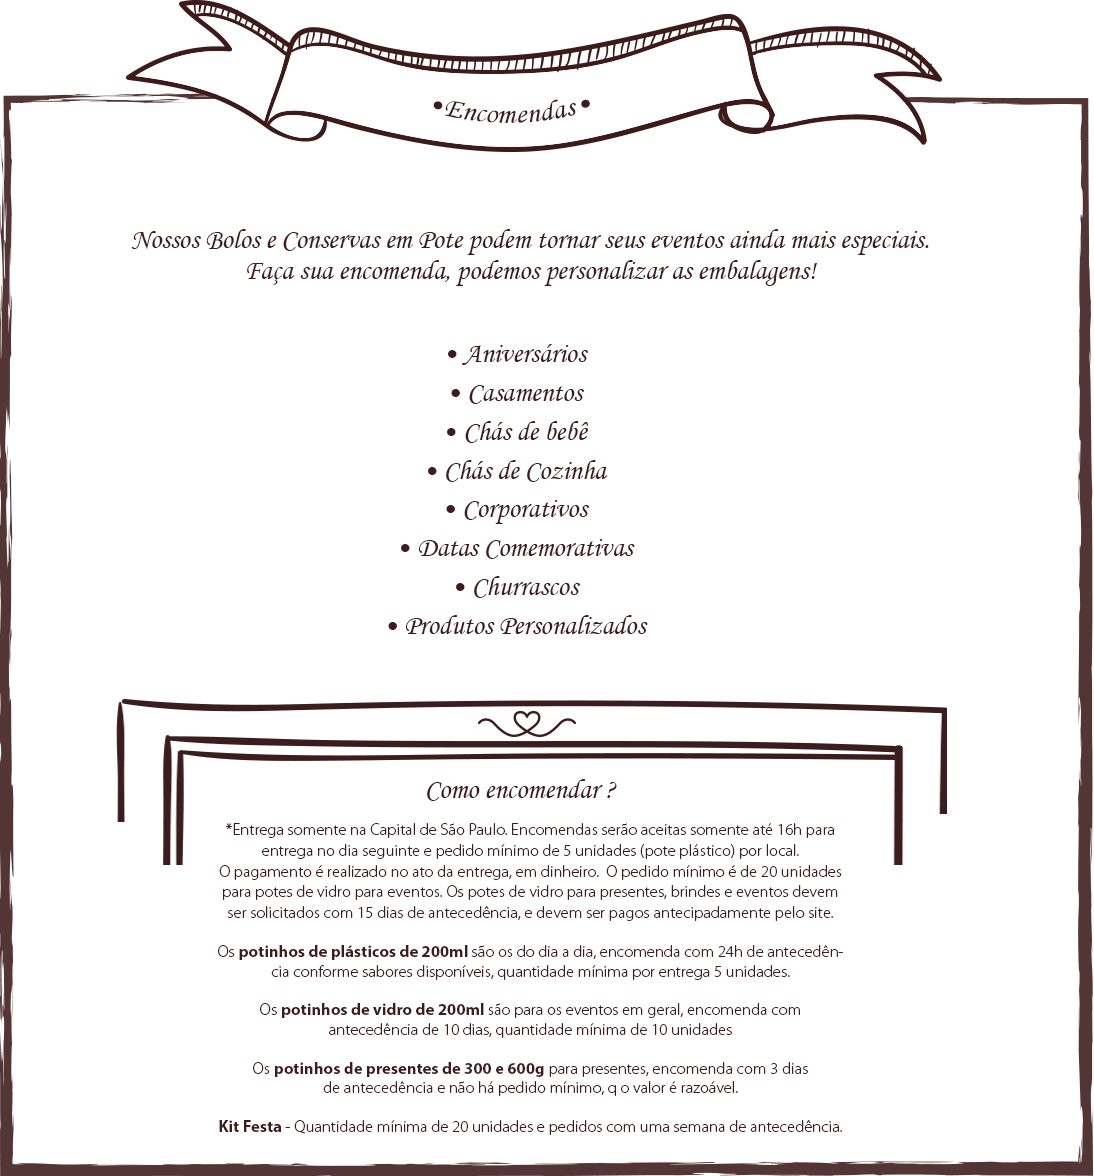 •Encomendas•
Nossos Bolos e Conservas em Pote podem tornar seus eventos ainda mais especiais.
Faça sua encomenda, podemos personalizar as embalagens!
• Aniversários
• Casamentos
• Chás de bebê
• Chás de Cozinha
• Corporativos
• Datas Comemorativas
• Churrascos
• Produtos Personalizados
Como encomendar ?
*Entrega somente na Capital de São Paulo. Encomendas serão aceitas somente até 16h para
entrega no dia seguinte e pedido mínimo de 5 unidades (pote plástico) por local.
O pagamento é realizado no ato da entrega, em dinheiro.  O pedido mínimo é de 20 unidades
para potes de vidro para eventos. Os potes de vidro para presentes, brindes e eventos devem
ser solicitados com 15 dias de antecedência, e devem ser pagos antecipadamente pelo site.
Os potinhos de plásticos de 200ml são os do dia a dia, encomenda com 24h de antecedên-
cia conforme sabores disponíveis, quantidade mínima por entrega 5 unidades.
Os potinhos de vidro de 200ml são para os eventos em geral, encomenda com
antecedência de 10 dias, quantidade mínima de 10 unidades
Os potinhos de presentes de 300 e 600g para presentes, encomenda com 3 dias
de antecedência e não há pedido mínimo, q o valor é razoável.
Kit Festa - Quantidade mínima de 20 unidades e pedidos com uma semana de antecedência.